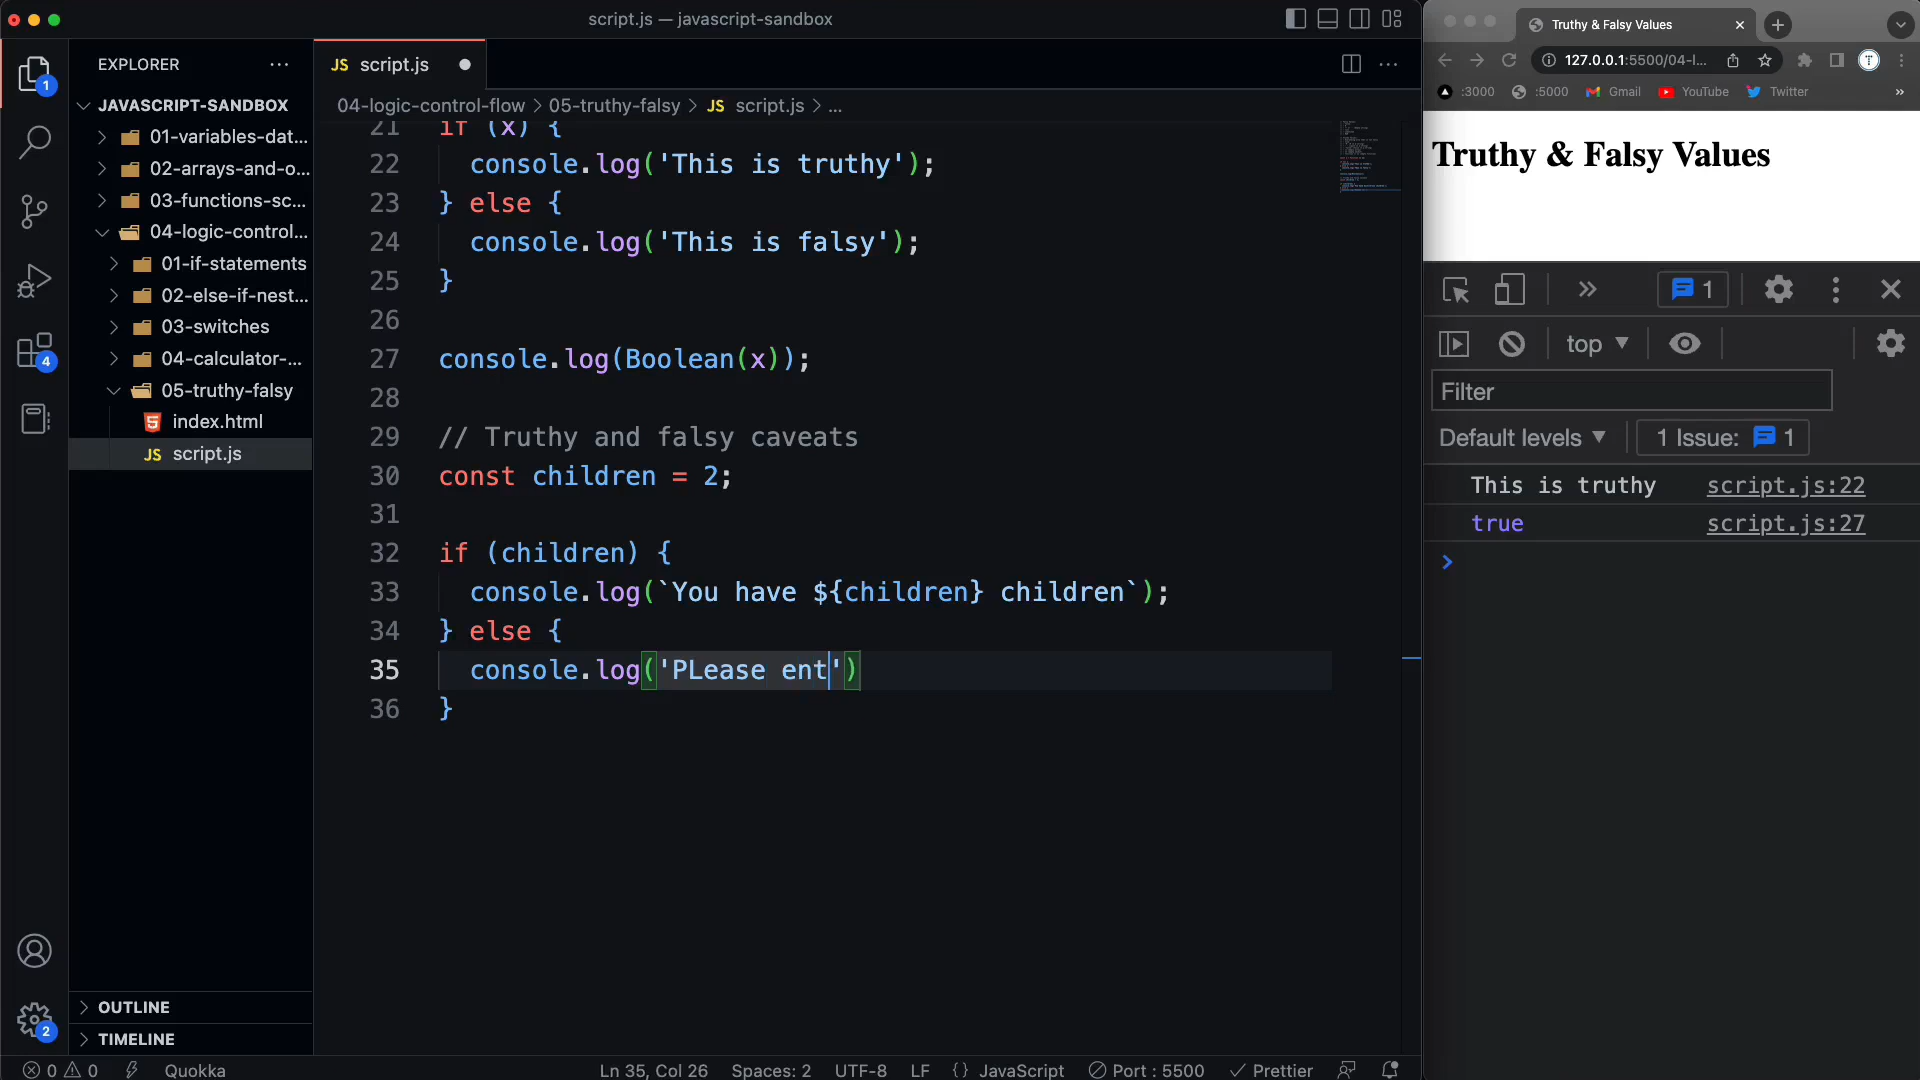 script.js — javascript-sandbox
EXPLORER
JAVASCRIPT-SANDBOX
01-variables-dat...
02-arrays-and-o...
03-functions-sc...
04-logic-control...
01-if-statements
02-else-if-nest...
03-switches
04-calculator-...
05-truthy-falsy
index.html
JS script.js
OUTLINE
TIMELINE
1
4
2
JS script.js
04-logic-control-flow > 05-truthy-falsy > JS script.js > ...
21 if (x) {
22 console.log('This is truthy');
23 } else {
24 console.log('This is falsy');
25 }
26
27 console.log(Boolean(x));
28
29 // Truthy and falsy caveats
30 const children = 2;
31
32 if (children) {
33 console.log(`You have ${children} children`);
34 } else {
35 console.log('PLease ent')
36 }
0 0 Quokka Ln 35, Col 26 Spaces: 2 UTF-8 LF {} JavaScript Port : 5500 Prettier
Truthy & Falsy Values
127.0.0.1:5500/04-l...
T
:3000 :5000 Gmail YouTube Twitter »
Truthy & Falsy Values
1
top
Filter
Default levels 1 Issue: 1
This is truthy script.js:22
true script.js:27